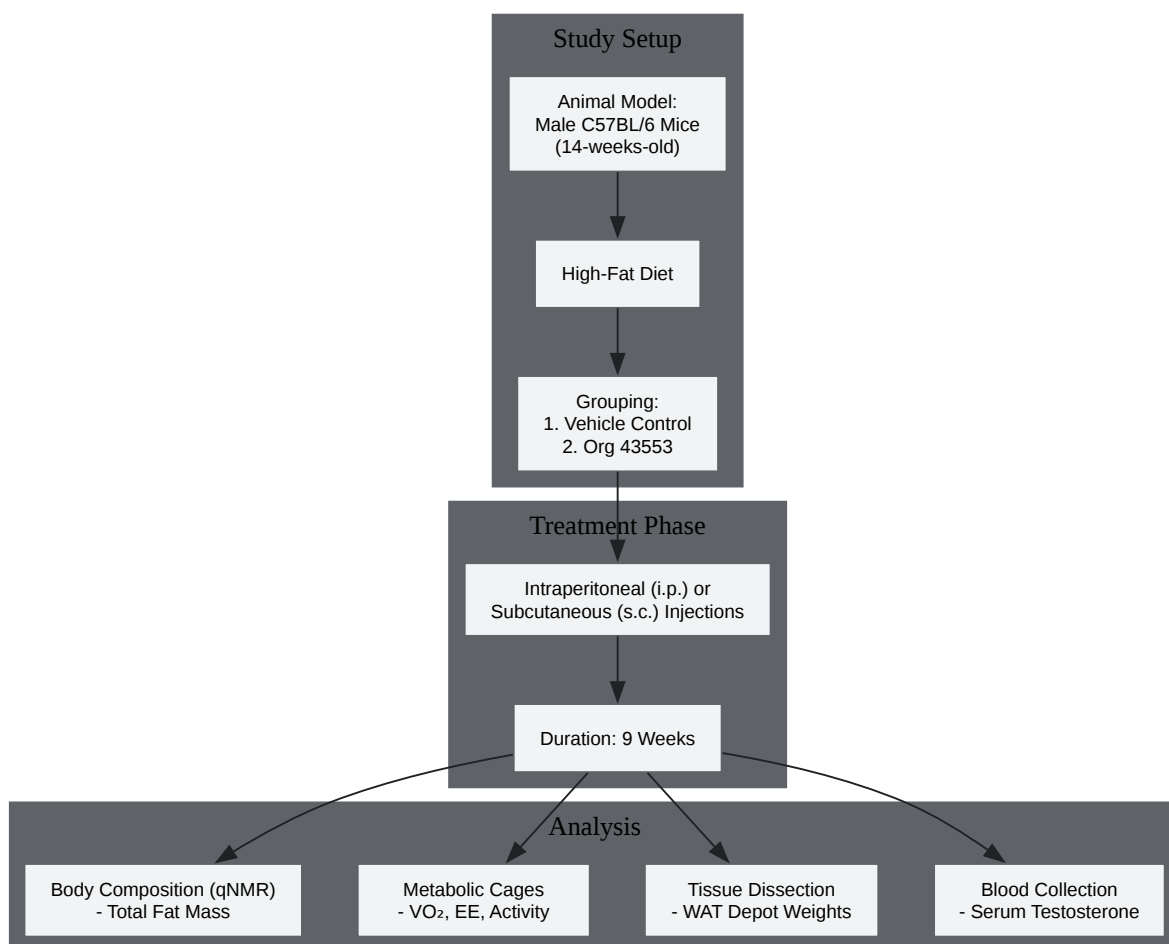 Study Setup
Animal Model:
Male C57BL/6 Mice
(14-weeks-old)
High-Fat Diet
Grouping:
1. Vehicle Control
2. Org 43553
Treatment Phase
Intraperitoneal (i.p.) or
Subcutaneous (s.c.) Injections
Duration: 9 Weeks
Analysis
Body Composition (qNMR)
- Total Fat Mass
Metabolic Cages
- VO₂, EE, Activity
Tissue Dissection
- WAT Depot Weights
Blood Collection
- Serum Testosterone